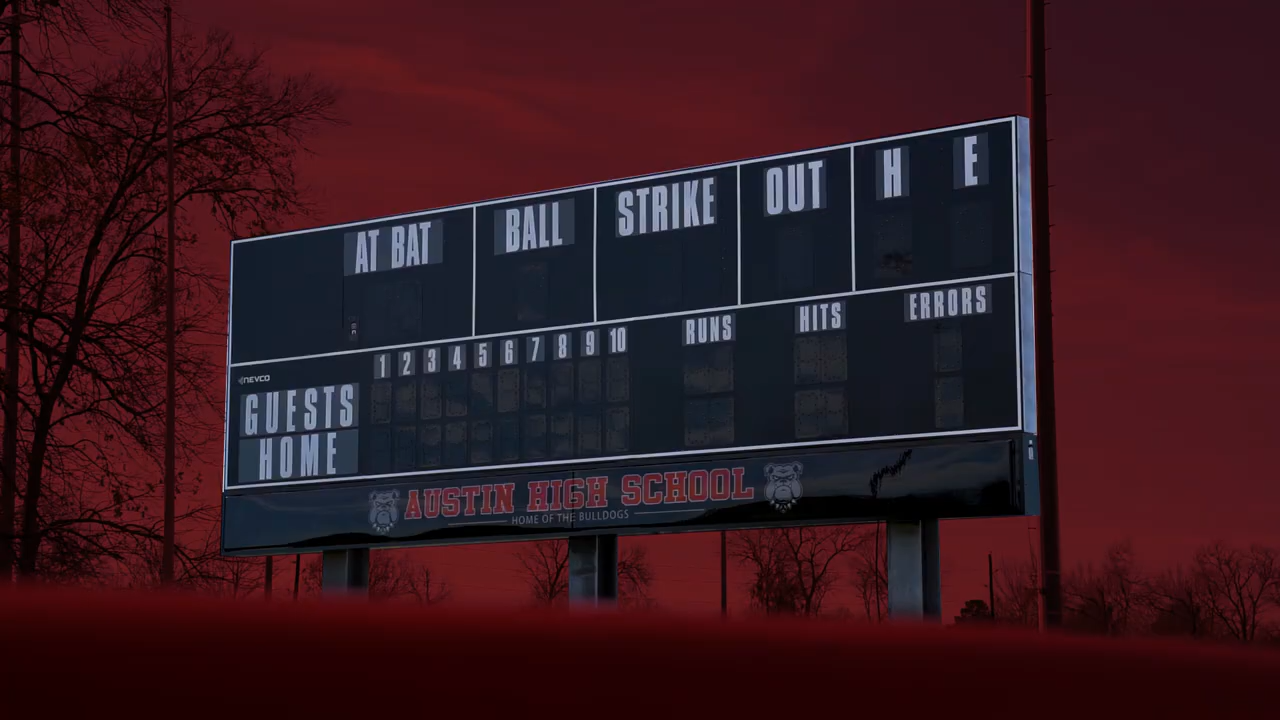 AT BAT BALL STRIKE OUT H E
1 2 3 4 5 6 7 8 9 10 RUNS HITS ERRORS
NEVCO
GUESTS
HOME
AUSTIN HIGH SCHOOL
HOME OF THE BULLDOGS